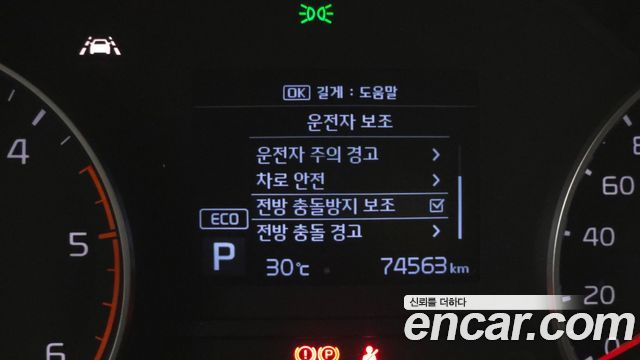 OK 길게 : 도움말
운전자 보조
운전자 주의 경고 >
차로 안전 >
전방 충돌방지 보조
ECO
전방 충돌 경고 >
P
30℃ 74563 km
4
5
6
80
60
40
20
0
(!) (P)
신뢰를 더하다
encar.com